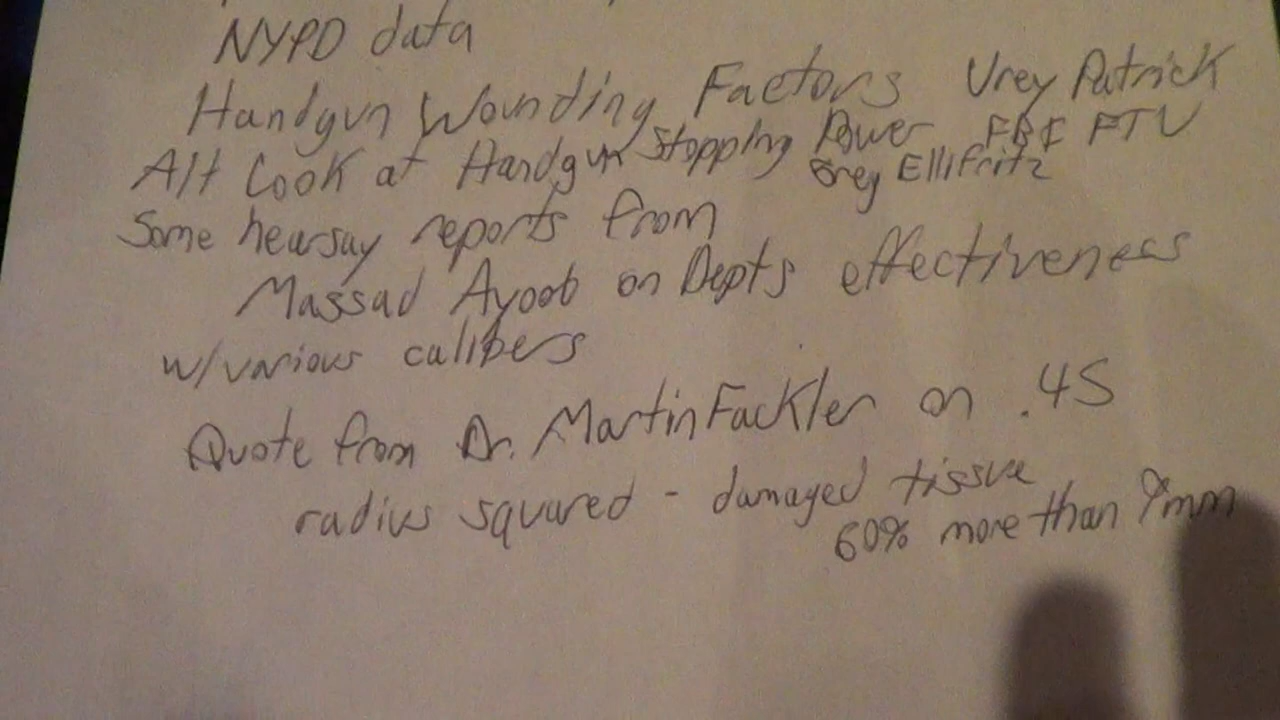 NYPD data
Handgun Wounding Factors Urey Patrick
FBI FTU
Alt Look at Handgun Stopping Power
Greg Ellifritz
Some hearsay reports from
Massad Ayoob on Depts effectiveness
w/various calibers
Quote from Dr. Martin Fackler on .45
radius squared - damaged tissue
60% more than 9mm